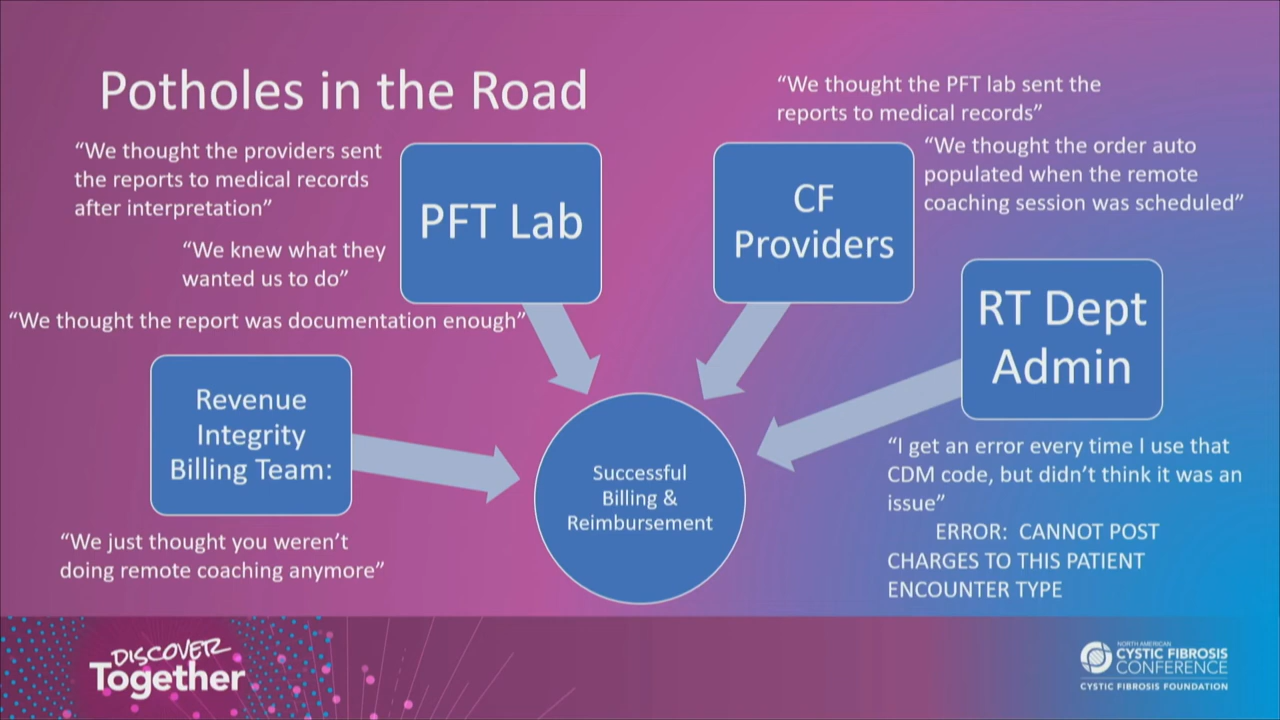 Potholes in the Road
“We thought the providers sent
the reports to medical records
after interpretation”
“We knew what they
wanted us to do”
“We thought the report was documentation enough”
PFT Lab
“We thought the PFT lab sent the
reports to medical records”
CF
Providers
“We thought the order auto
populated when the remote
coaching session was scheduled”
RT Dept
Admin
“I get an error every time I use that
CDM code, but didn’t think it was an
issue”
ERROR:  CANNOT POST
CHARGES TO THIS PATIENT
ENCOUNTER TYPE
Revenue
Integrity
Billing Team:
“We just thought you weren’t
doing remote coaching anymore”
Successful
Billing &
Reimbursement
DISCOVER
Together
NORTH AMERICAN
CYSTIC FIBROSIS
CONFERENCE
CYSTIC FIBROSIS FOUNDATION